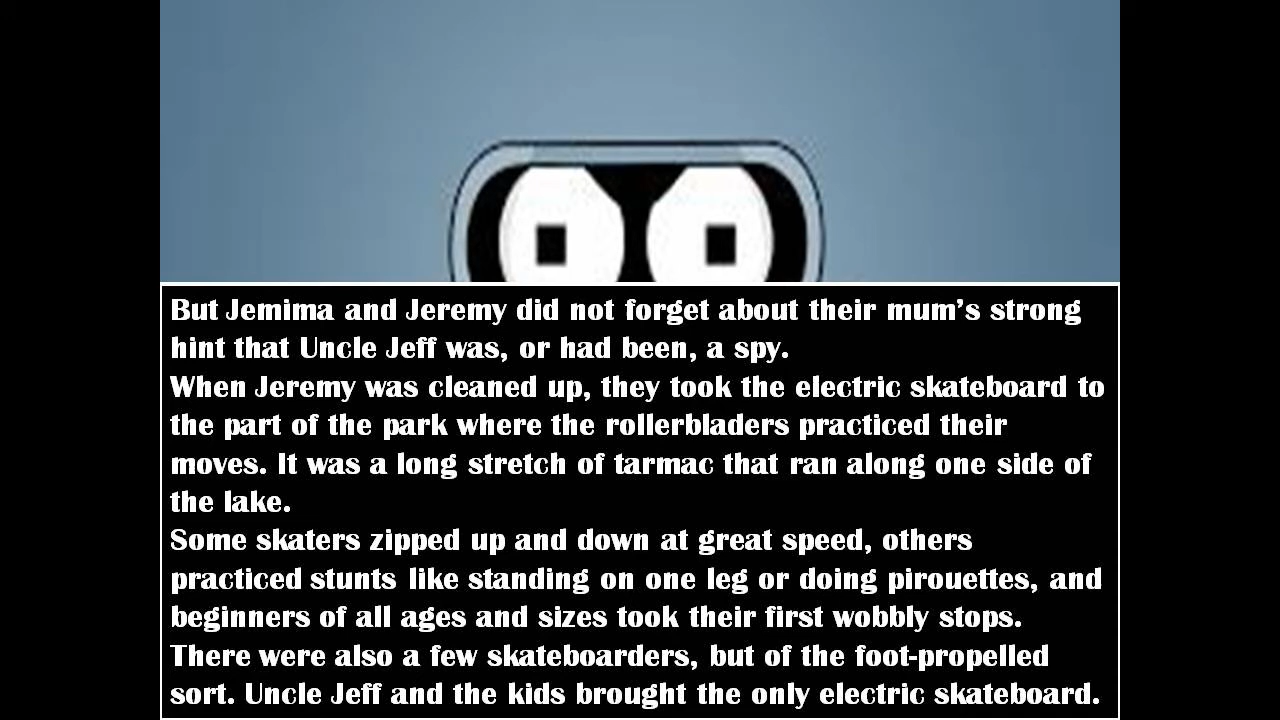 But Jemima and Jeremy did not forget about their mum’s strong
hint that Uncle Jeff was, or had been, a spy.
When Jeremy was cleaned up, they took the electric skateboard to
the part of the park where the rollerbladers practiced their
moves. It was a long stretch of tarmac that ran along one side of
the lake.
Some skaters zipped up and down at great speed, others
practiced stunts like standing on one leg or doing pirouettes, and
beginners of all ages and sizes took their first wobbly stops.
There were also a few skateboarders, but of the foot-propelled
sort. Uncle Jeff and the kids brought the only electric skateboard.